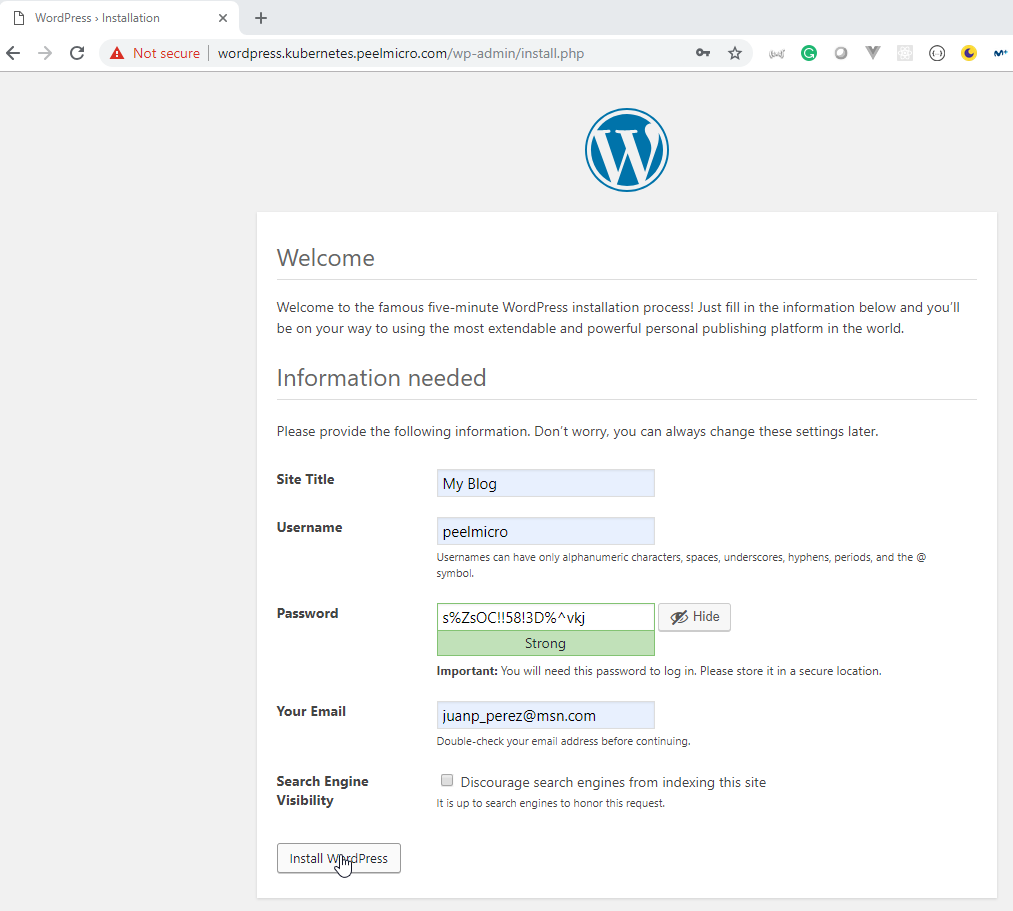 WordPress › Installation
Not secure
wordpress.kubernetes.peelmicro.com/wp-admin/install.php
Welcome
Welcome to the famous five-minute WordPress installation process! Just fill in the information below and you’ll
be on your way to using the most extendable and powerful personal publishing platform in the world.
Information needed
Please provide the following information. Don’t worry, you can always change these settings later.
Site Title
My Blog
Username
peelmicro
Usernames can have only alphanumeric characters, spaces, underscores, hyphens, periods, and the @
symbol.
Password
s%ZsOC!!58!3D%^vkj
Hide
Strong
Important: You will need this password to log in. Please store it in a secure location.
Your Email
juanp_perez@msn.com
Double-check your email address before continuing.
Search Engine
Visibility
Discourage search engines from indexing this site
It is up to search engines to honor this request.
Install WordPress